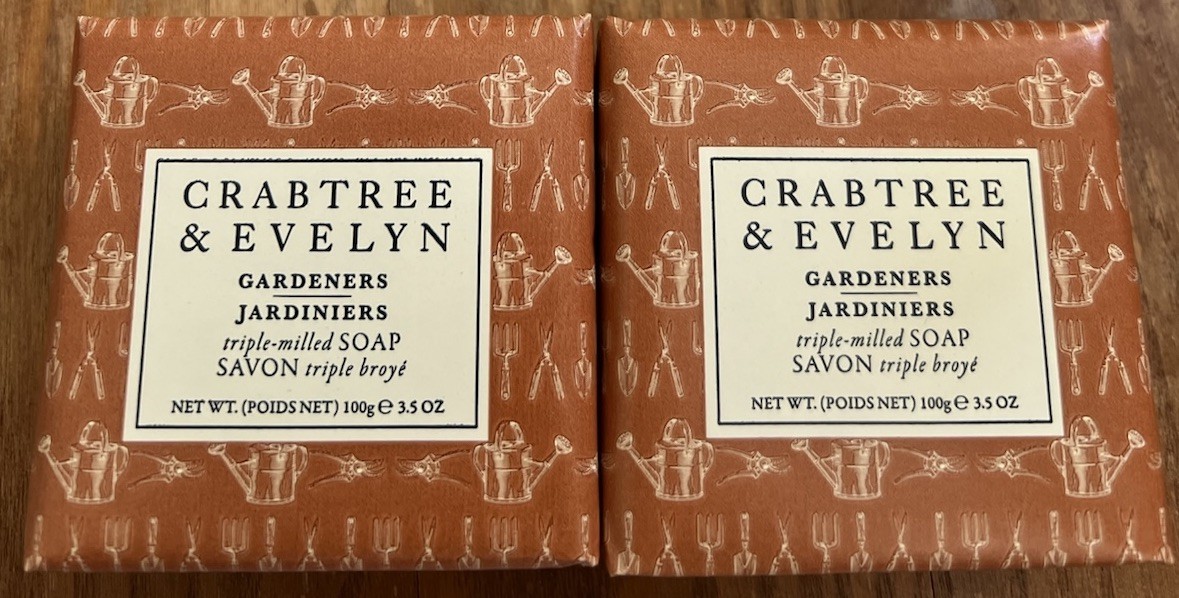 CRABTREE
& EVELYN
GARDENERS
JARDINIERS
triple-milled SOAP
SAVON triple broyé
NET WT. (POIDS NET) 100g ℮ 3.5 OZ
CRABTREE
& EVELYN
GARDENERS
JARDINIERS
triple-milled SOAP
SAVON triple broyé
NET WT. (POIDS NET) 100g ℮ 3.5 OZ